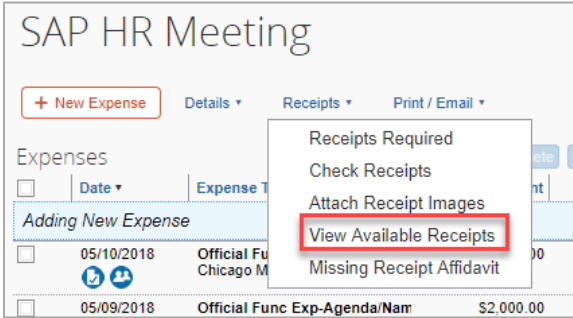 SAP HR Meeting
+ New Expense Details Receipts Print / Email
Receipts Required
Check Receipts
Attach Receipt Images
View Available Receipts
Missing Receipt Affidavit
Expenses
Date Expense
Adding New Expense
05/10/2018 Official
Chicago
05/09/2018 Official Func Exp-Agenda/Nam $2,000.00